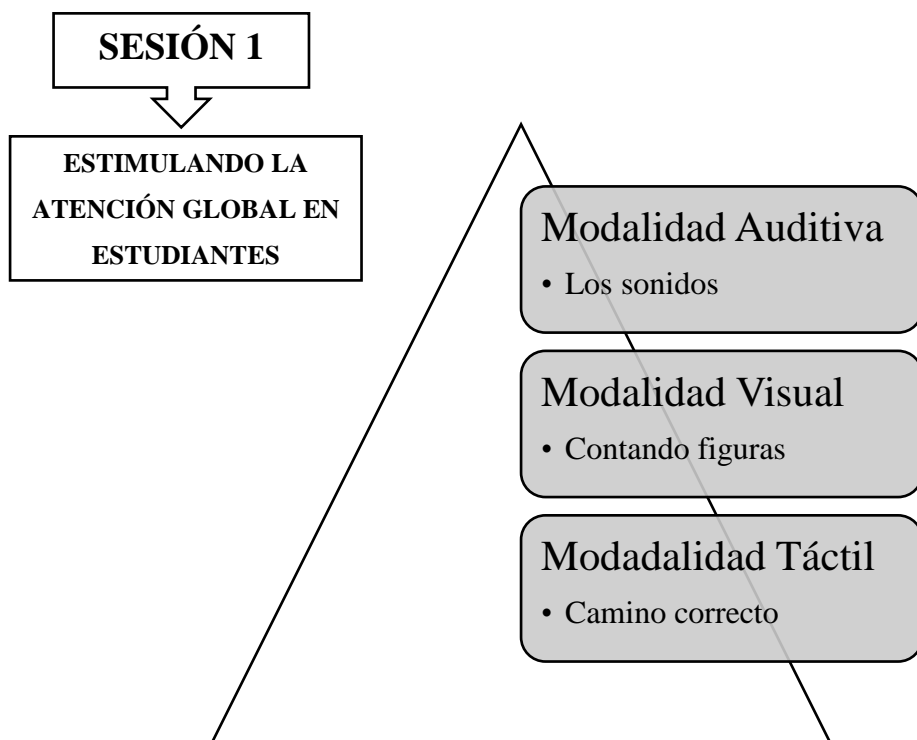 SESIÓN 1
ESTIMULANDO LA
ATENCIÓN GLOBAL EN
ESTUDIANTES
Modalidad Auditiva
• Los sonidos
Modalidad Visual
• Contando figuras
Modadalidad Táctil
• Camino correcto